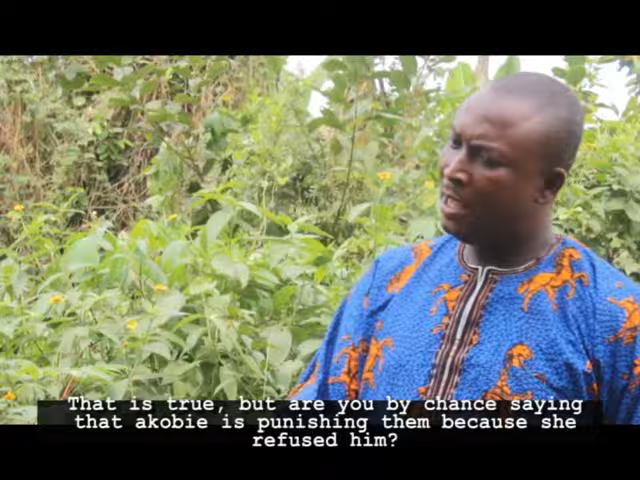 That is true, but are you by chance saying
that akobie is punishing them because she
refused him?